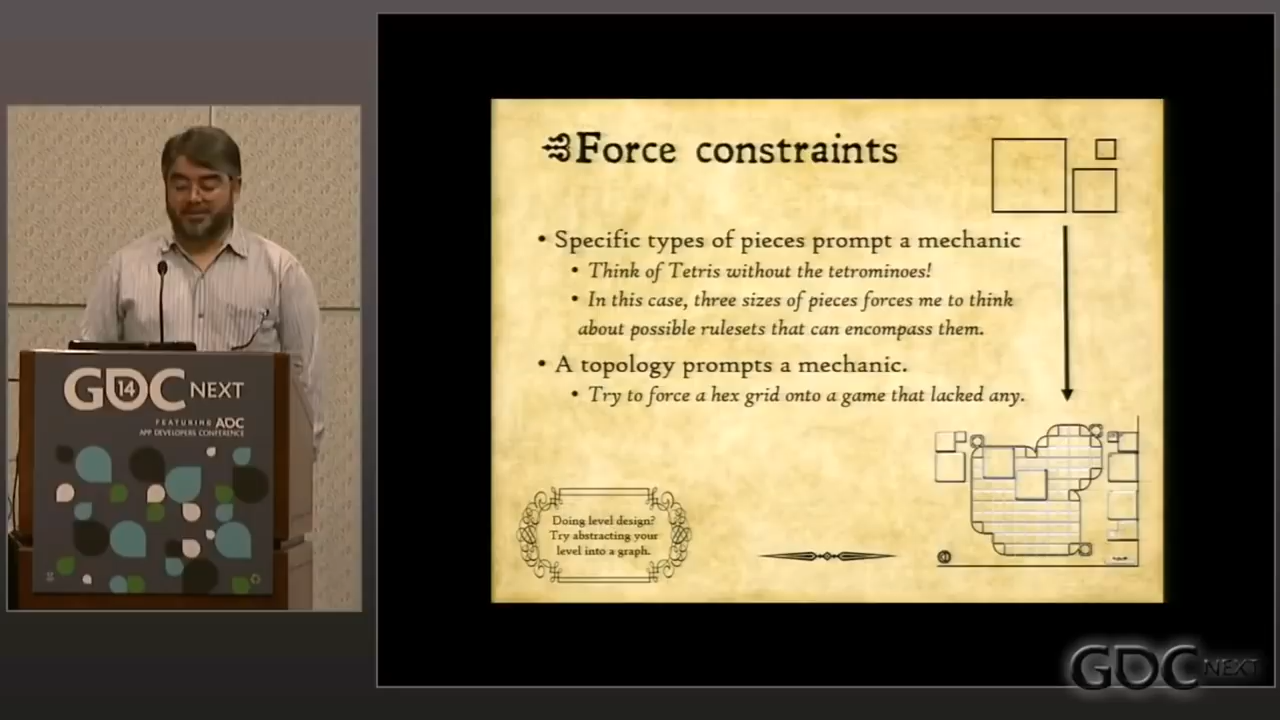 GDC 14 NEXT
FEATURING ADC
APP DEVELOPERS CONFERENCE
Force constraints
• Specific types of pieces prompt a mechanic
• Think of Tetris without the tetrominoes!
• In this case, three sizes of pieces forces me to think
about possible rulesets that can encompass them.
• A topology prompts a mechanic.
• Try to force a hex grid onto a game that lacked any.
Doing level design?
Try abstracting your
level into a graph.
GDC NEXT